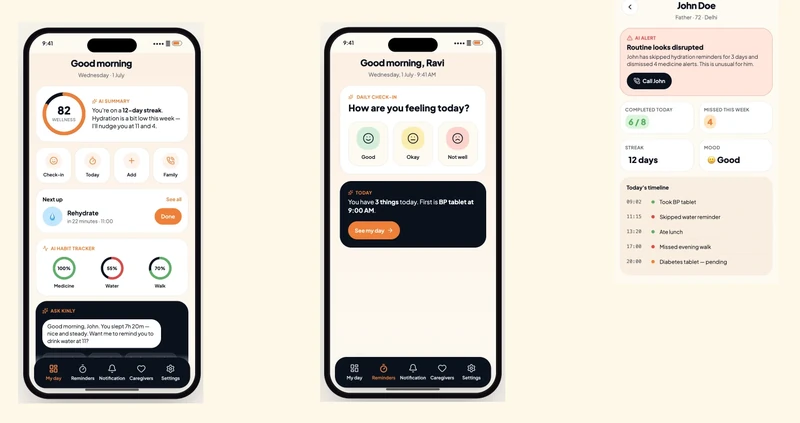 9:41
Good morning
Wednesday · 1 July
82
WELLNESS
AI SUMMARY
You're on a 12-day streak.
Hydration is a bit low this week —
I'll nudge you at 11 and 4.
Check-in
Today
Add
Family
Next up
See all
Rehydrate
in 22 minutes · 11:00
Done
AI HABIT TRACKER
100%
55%
70%
Medicine
Water
Walk
ASK KINLY
Good morning, John. You slept 7h 20m —
nice and steady. Want me to remind you to
drink water at 11?
My day
Reminders
Notification
Caregivers
Settings
9:41
Good morning, Ravi
Wednesday, 1 July · 9:41 AM
DAILY CHECK-IN
How are you feeling today?
Good
Okay
Not well
TODAY
You have 3 things today. First is BP tablet at
9:00 AM.
See my day
My day
Reminders
Notification
Caregivers
Settings
John Doe
Father · 72 · Delhi
AI ALERT
Routine looks disrupted
John has skipped hydration reminders for 3 days and
dismissed 4 medicine alerts. This is unusual for him.
Call John
COMPLETED TODAY
6 / 8
MISSED THIS WEEK
4
STREAK
12 days
MOOD
Good
Today's timeline
09:02 Took BP tablet
11:15 Skipped water reminder
13:20 Ate lunch
17:00 Missed evening walk
20:00 Diabetes tablet — pending